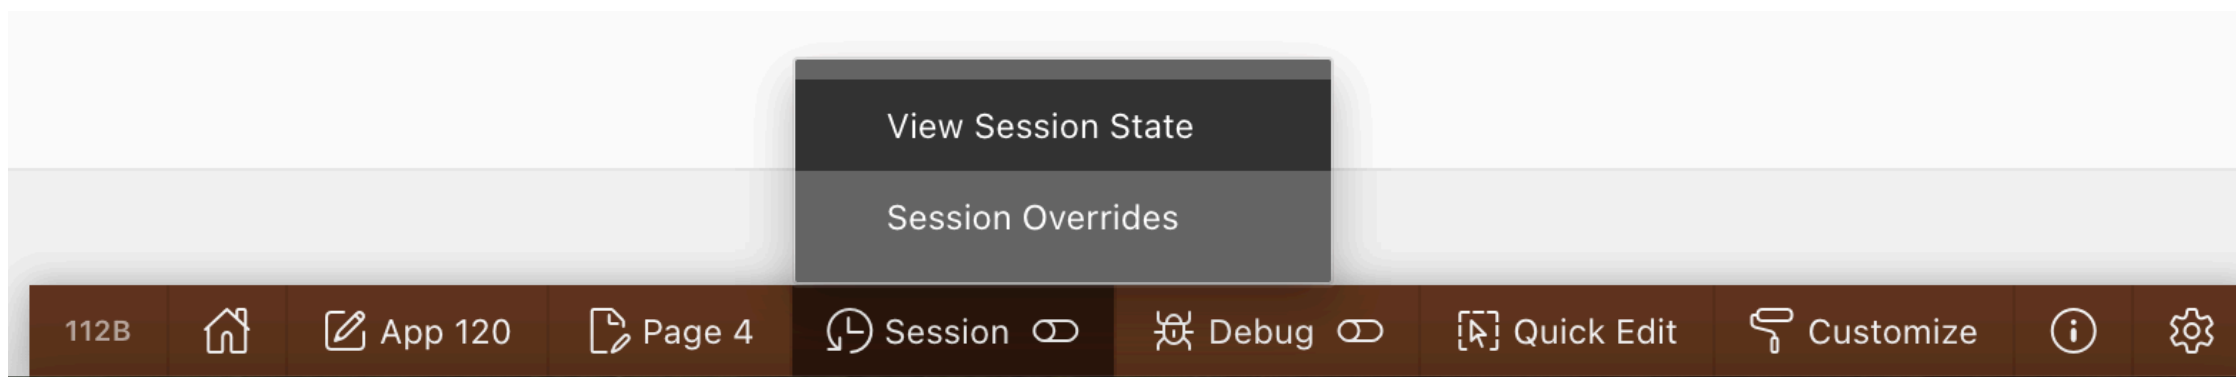 View Session State
Session Overrides
112B App 120 Page 4 Session Debug Quick Edit Customize